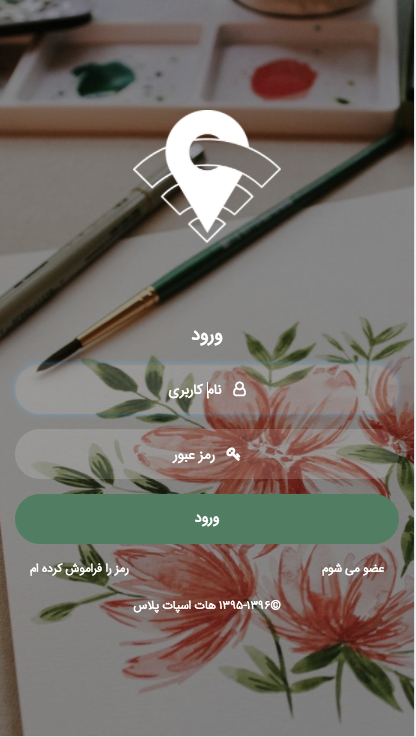 ورود
نام کاربری
رمز عبور
ورود
عضو می شوم
رمز را فراموش کرده ام
©۱۳۹۵-۱۳۹۶ هات اسپات پلاس